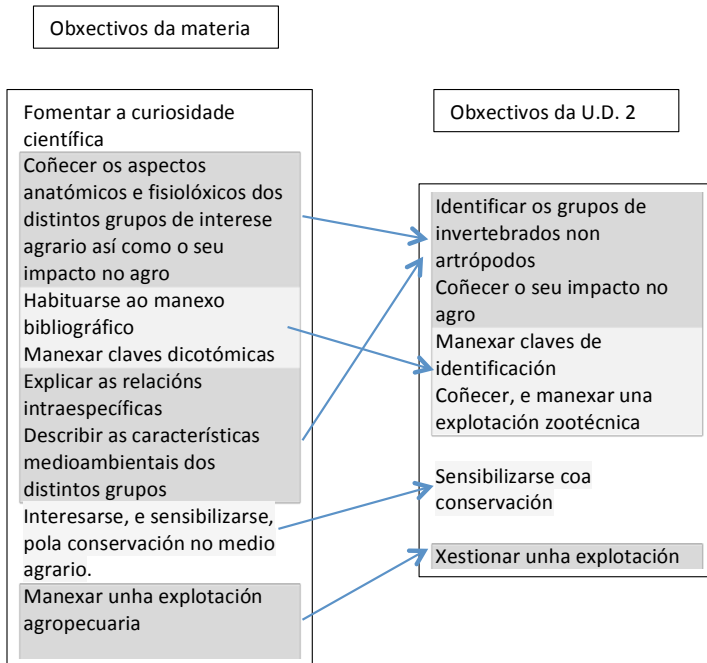 Obxectivos da materia
Fomentar a curiosidade
científica
Coñecer os aspectos
anatómicos e fisiolóxicos dos
distintos grupos de interese
agrario así como o seu
impacto no agro
Habituarse ao manexo
bibliográfico
Manexar claves dicotómicas
Explicar as relacións
intraespecíficas
Describir as características
medioambientais dos
distintos grupos
Interesarse, e sensibilizarse,
pola conservación no medio
agrario.
Manexar unha explotación
agropecuaria
Obxectivos da U.D. 2
Identificar os grupos de
invertebrados non
artrópodos
Coñecer o seu impacto no
agro
Manexar claves de
identificación
Coñecer, e manexar una
explotación zootécnica
Sensibilizarse coa
conservación
Xestionar unha explotación